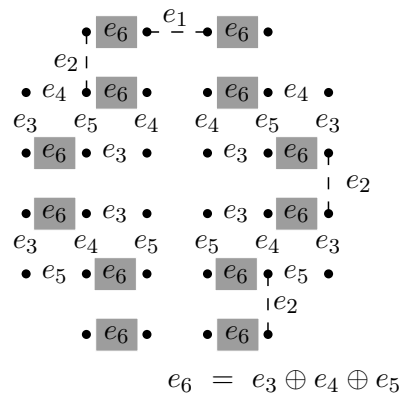 e₁
e₆ e₆
e₂
e₄ e₆ e₆ e₄
e₃ e₅ e₄ e₄ e₅ e₃
e₆ e₃ e₃ e₆
e₂
e₆ e₃ e₃ e₆
e₃ e₄ e₅ e₅ e₄ e₃
e₅ e₆ e₆ e₅
e₂
e₆ e₆
e₆ = e₃ ⊕ e₄ ⊕ e₅